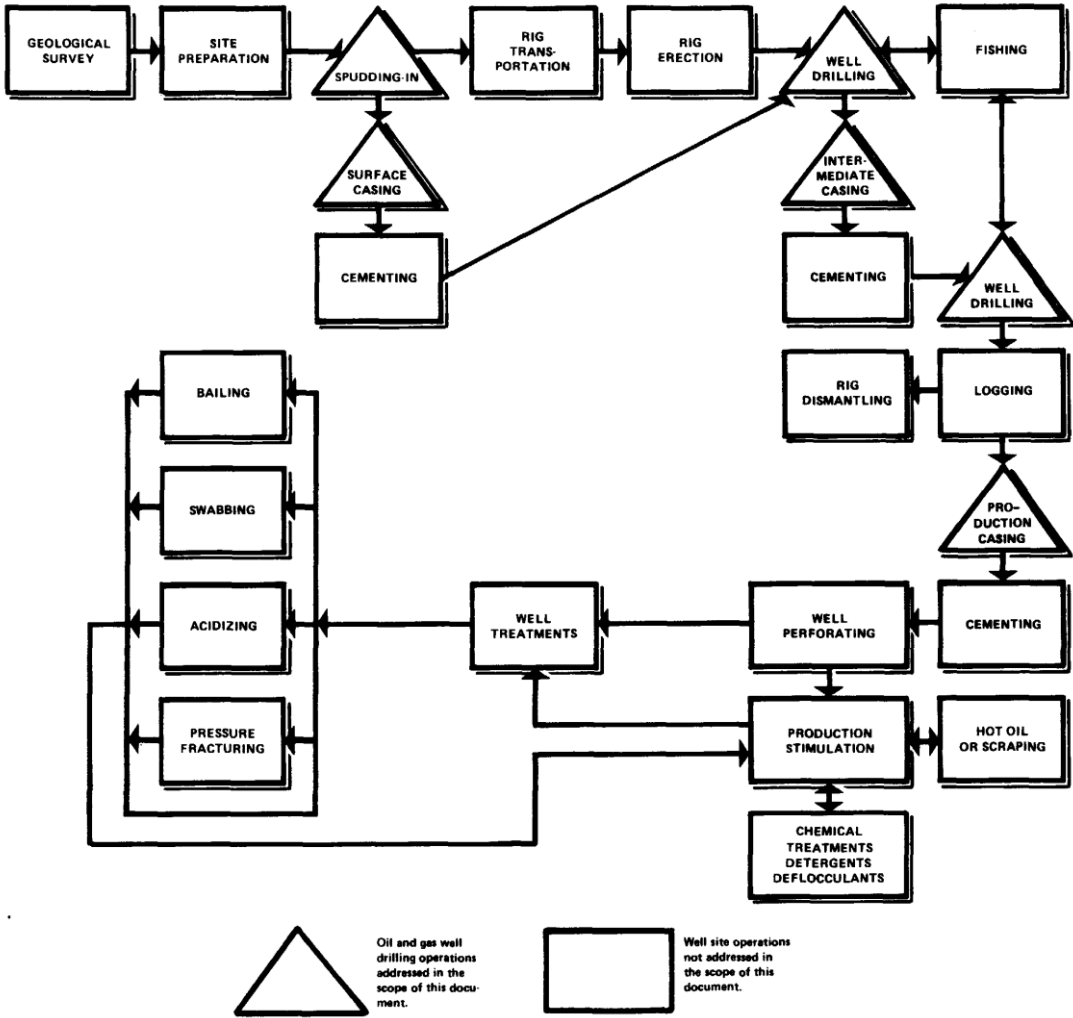 GEOLOGICAL
SURVEY
SITE
PREPARATION
SPUDDING-IN
RIG
TRANS-
PORTATION
RIG
ERECTION
WELL
DRILLING
FISHING
SURFACE
CASING
INTER-
MEDIATE
CASING
CEMENTING
CEMENTING
WELL
DRILLING
BAILING
RIG
DISMANTLING
LOGGING
SWABBING
PRO-
DUCTION
CASING
ACIDIZING
WELL
TREATMENTS
WELL
PERFORATING
CEMENTING
PRESSURE
FRACTURING
PRODUCTION
STIMULATION
HOT OIL
OR SCRAPING
CHEMICAL
TREATMENTS
DETERGENTS
DEFLOCCULANTS
Oil and gas well
drilling operations
addressed in the
scope of this docu-
ment.
Well site operations
not addressed in
the scope of this
document.